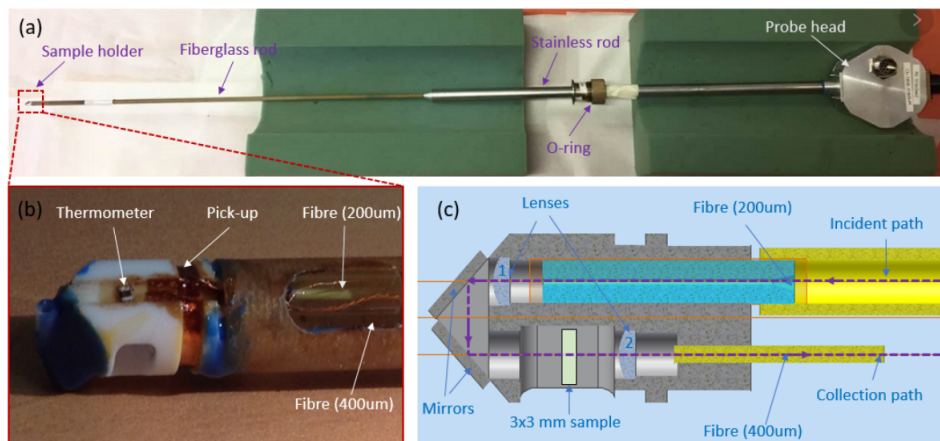 (a)
Sample holder
Fiberglass rod
Stainless rod
Probe head
O-ring
(b)
Thermometer
Pick-up
Fibre (200um)
Fibre (400um)
(c)
Lenses
Fibre (200um)
Incident path
1
2
Mirrors
3x3 mm sample
Fibre (400um)
Collection path